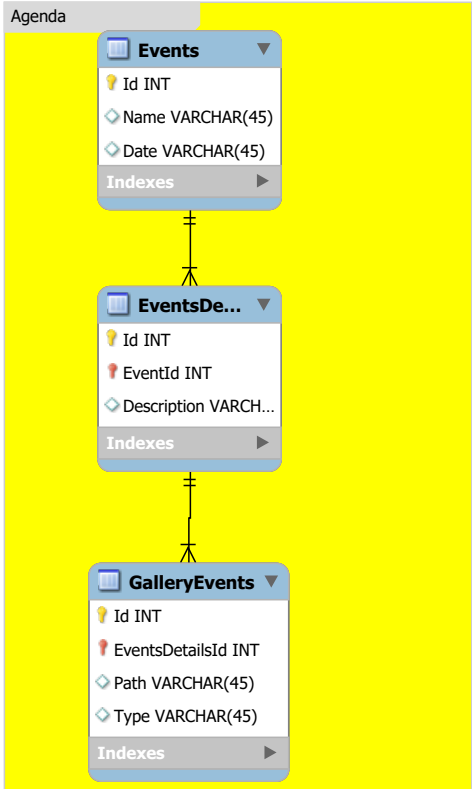 Agenda
Events
Id INT
Name VARCHAR(45)
Date VARCHAR(45)
Indexes
EventsDe...
Id INT
EventId INT
Description VARCH...
Indexes
GalleryEvents
Id INT
EventsDetailsId INT
Path VARCHAR(45)
Type VARCHAR(45)
Indexes